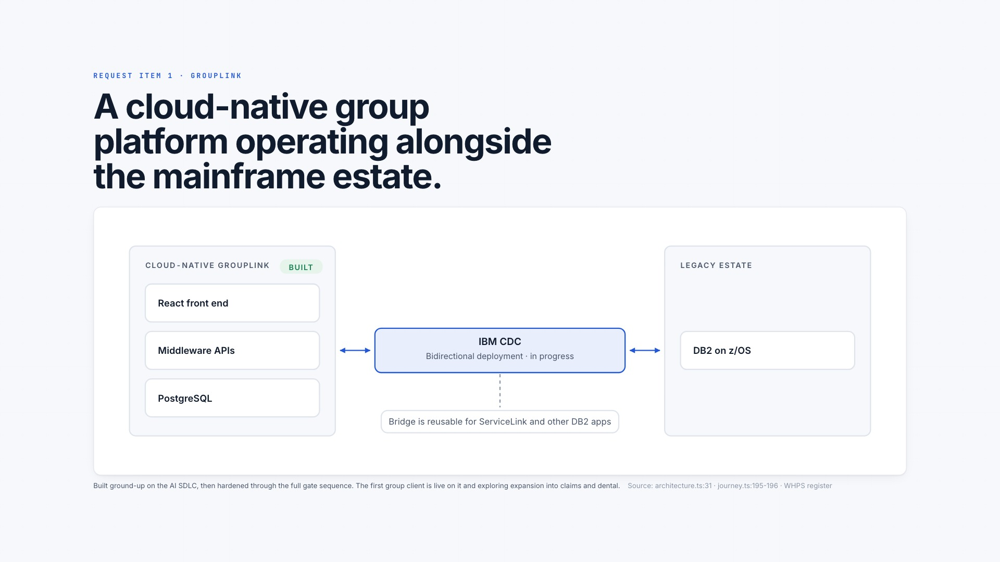 REQUEST ITEM 1 · GROUPLINK
A cloud-native group
platform operating alongside
the mainframe estate.
CLOUD-NATIVE GROUPLINK
BUILT
React front end
Middleware APIs
PostgreSQL
IBM CDC
Bidirectional deployment · in progress
Bridge is reusable for ServiceLink and other DB2 apps
LEGACY ESTATE
DB2 on z/OS
Built ground-up on the AI SDLC, then hardened through the full gate sequence. The first group client is live on it and exploring expansion into claims and dental. Source: architecture.ts:31 · journey.ts:195-196 · WHPS register